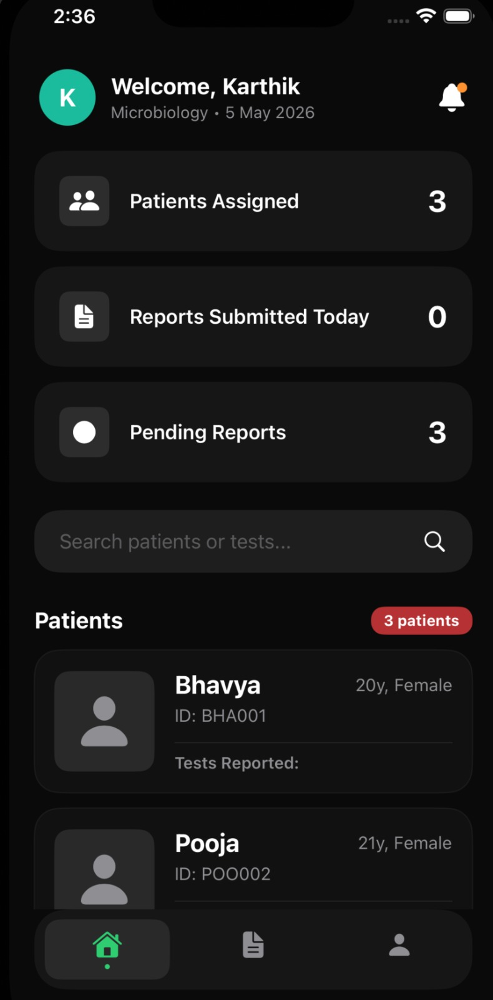 2:36
K
Welcome, Karthik
Microbiology • 5 May 2026
Patients Assigned 3
Reports Submitted Today 0
Pending Reports 3
Search patients or tests...
Patients 3 patients
Bhavya 20y, Female
ID: BHA001
Tests Reported:
Pooja 21y, Female
ID: POO002